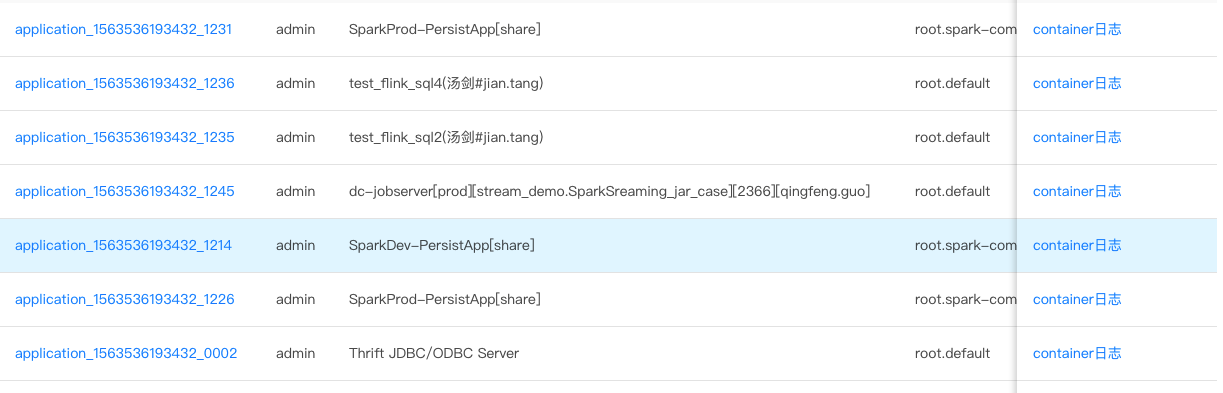 application_1563536193432_1231 admin SparkProd-PersistApp[share] root.spark-com container日志
application_1563536193432_1236 admin test_flink_sql4(汤剑#jian.tang) root.default container日志
application_1563536193432_1235 admin test_flink_sql2(汤剑#jian.tang) root.default container日志
application_1563536193432_1245 admin dc-jobserver[prod][stream_demo.SparkSreaming_jar_case][2366][qingfeng.guo] root.default container日志
application_1563536193432_1214 admin SparkDev-PersistApp[share] root.spark-com container日志
application_1563536193432_1226 admin SparkProd-PersistApp[share] root.spark-com container日志
application_1563536193432_0002 admin Thrift JDBC/ODBC Server root.default container日志